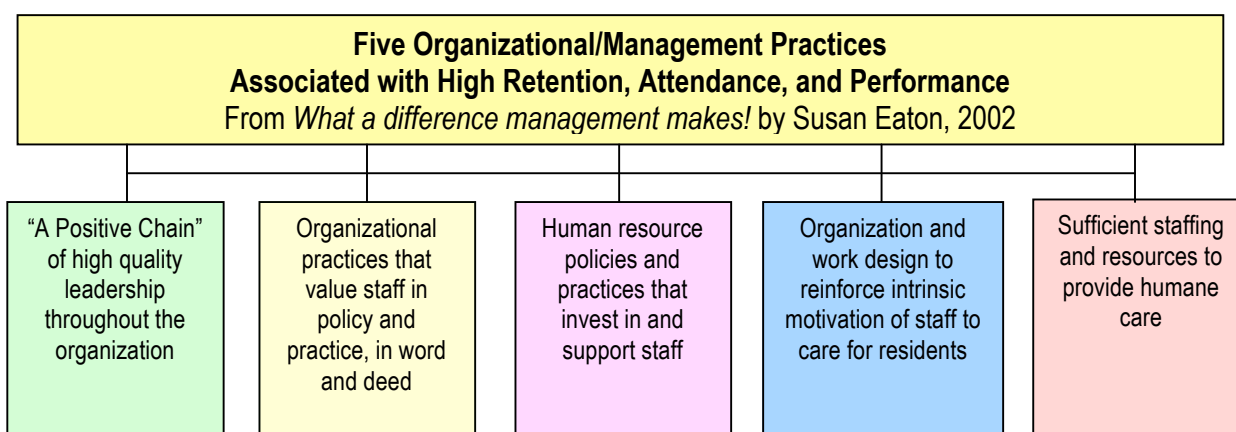 Five Organizational/Management Practices
Associated with High Retention, Attendance, and Performance
From What a difference management makes! by Susan Eaton, 2002
“A Positive Chain”
of high quality
leadership
throughout the
organization
Organizational
practices that
value staff in
policy and
practice, in word
and deed
Human resource
policies and
practices that
invest in and
support staff
Organization and
work design to
reinforce intrinsic
motivation of staff to
care for residents
Sufficient staffing
and resources to
provide humane
care